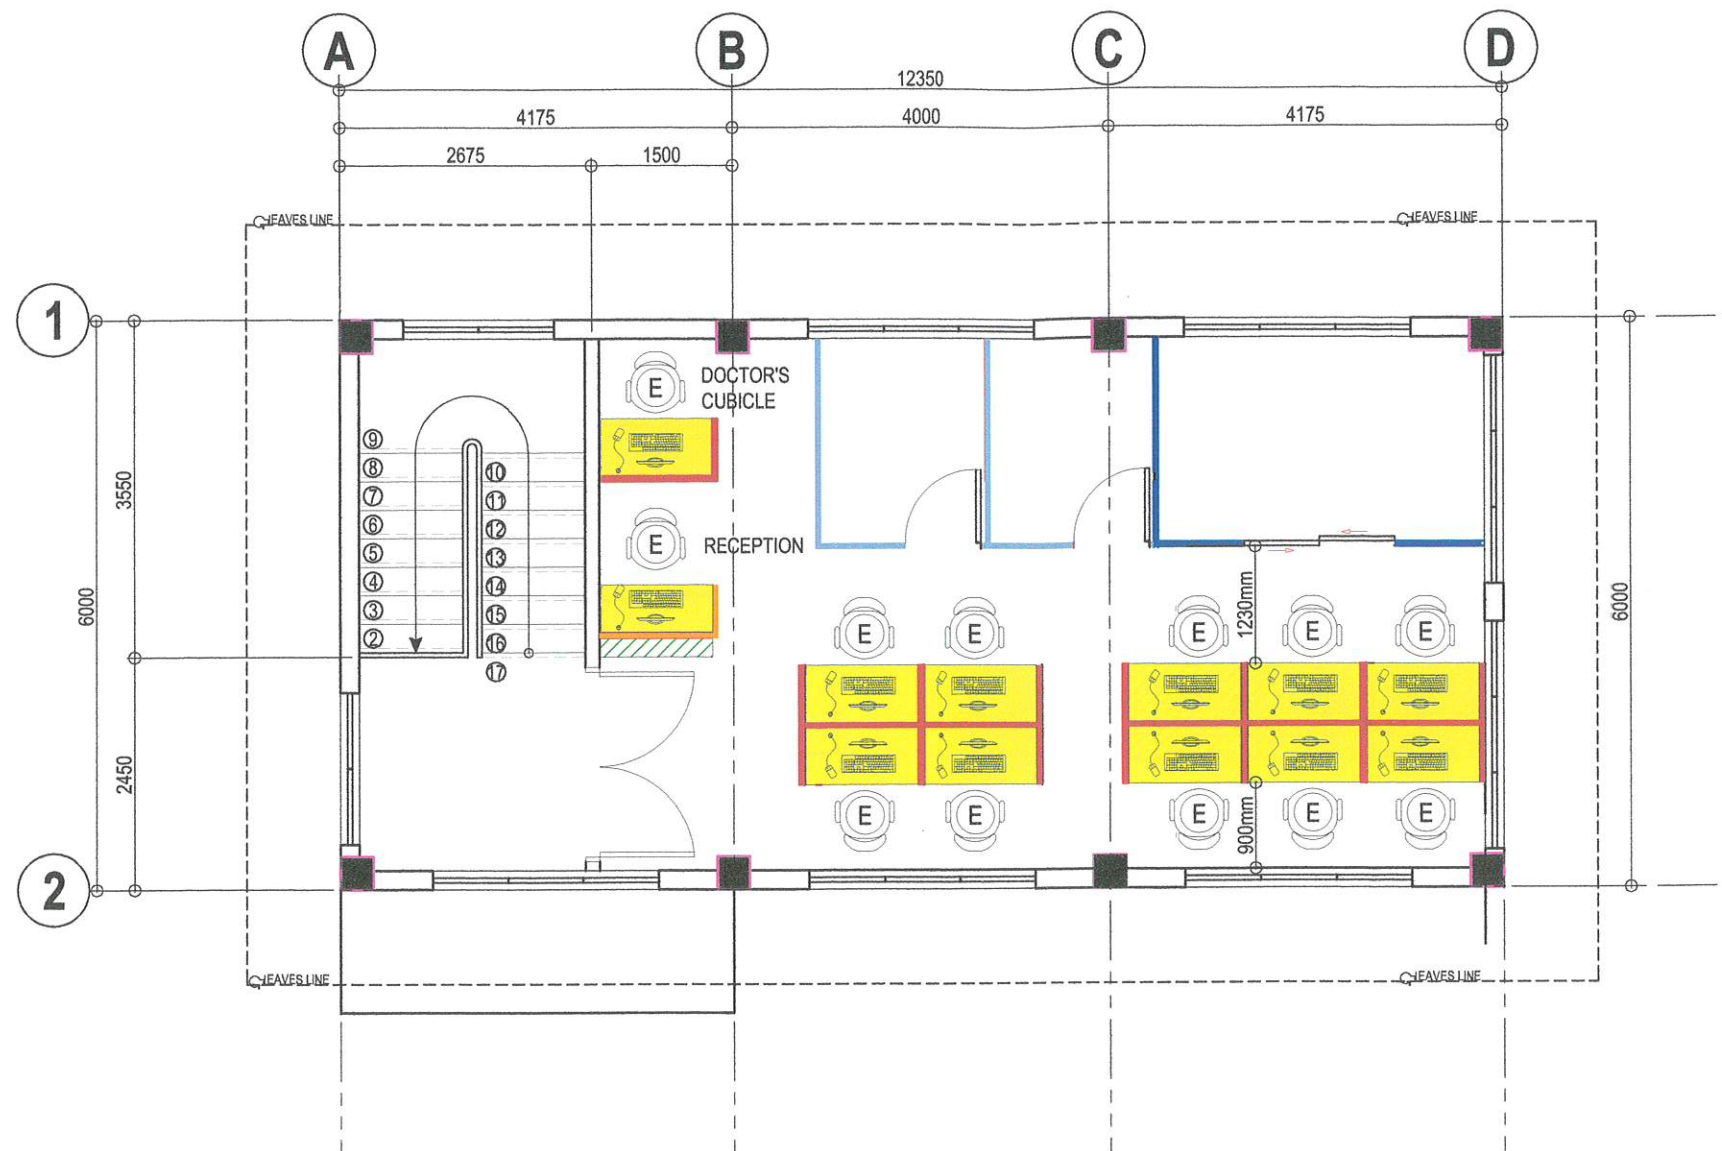 A B C D
12350
4175 4000 4175
2675 1500
EAVES LINE EAVES LINE
1
E DOCTOR'S
CUBICLE
9
8 10
7 11
3550
6 12
E RECEPTION
5 13
4 14
6000 1230mm 6000
3 15
E E E E E
2 16
17
2450
E E E E E
900mm
2
EAVES LINE EAVES LINE